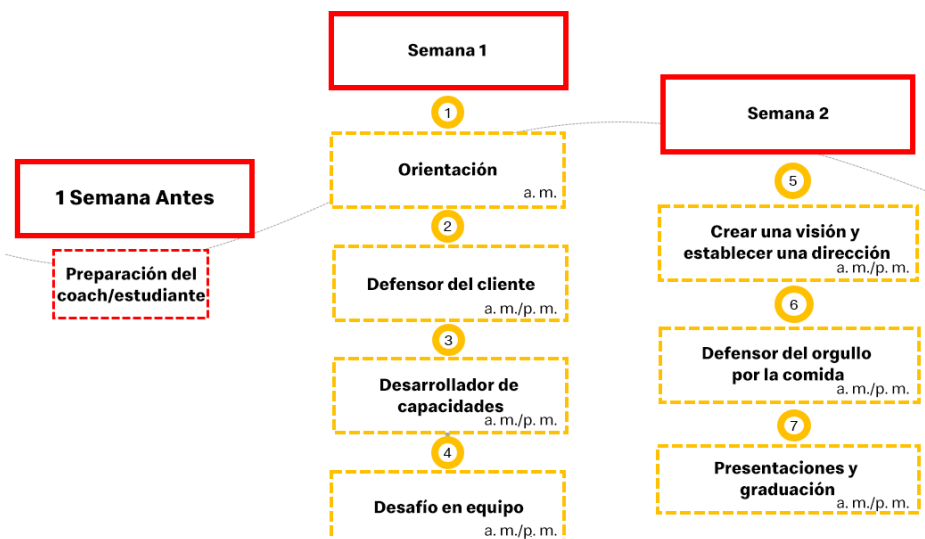 1 Semana Antes
Preparación del
coach/estudiante
Semana 1
1
Orientación
a. m.
2
Defensor del cliente
a. m./p. m.
3
Desarrollador de
capacidades
a. m./p. m.
4
Desafío en equipo
a. m./p. m.
Semana 2
5
Crear una visión y
establecer una dirección
a. m./p. m.
6
Defensor del orgullo
por la comida
a. m./p. m.
7
Presentaciones y
graduación
a. m./p. m.